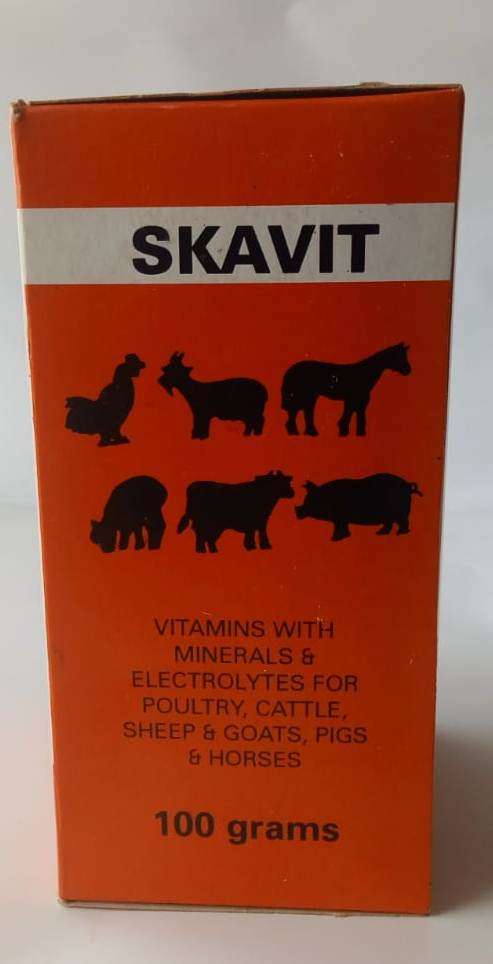 SKAVIT
VITAMINS WITH
MINERALS &
ELECTROLYTES FOR
POULTRY, CATTLE,
SHEEP & GOATS, PIGS
& HORSES
100 grams